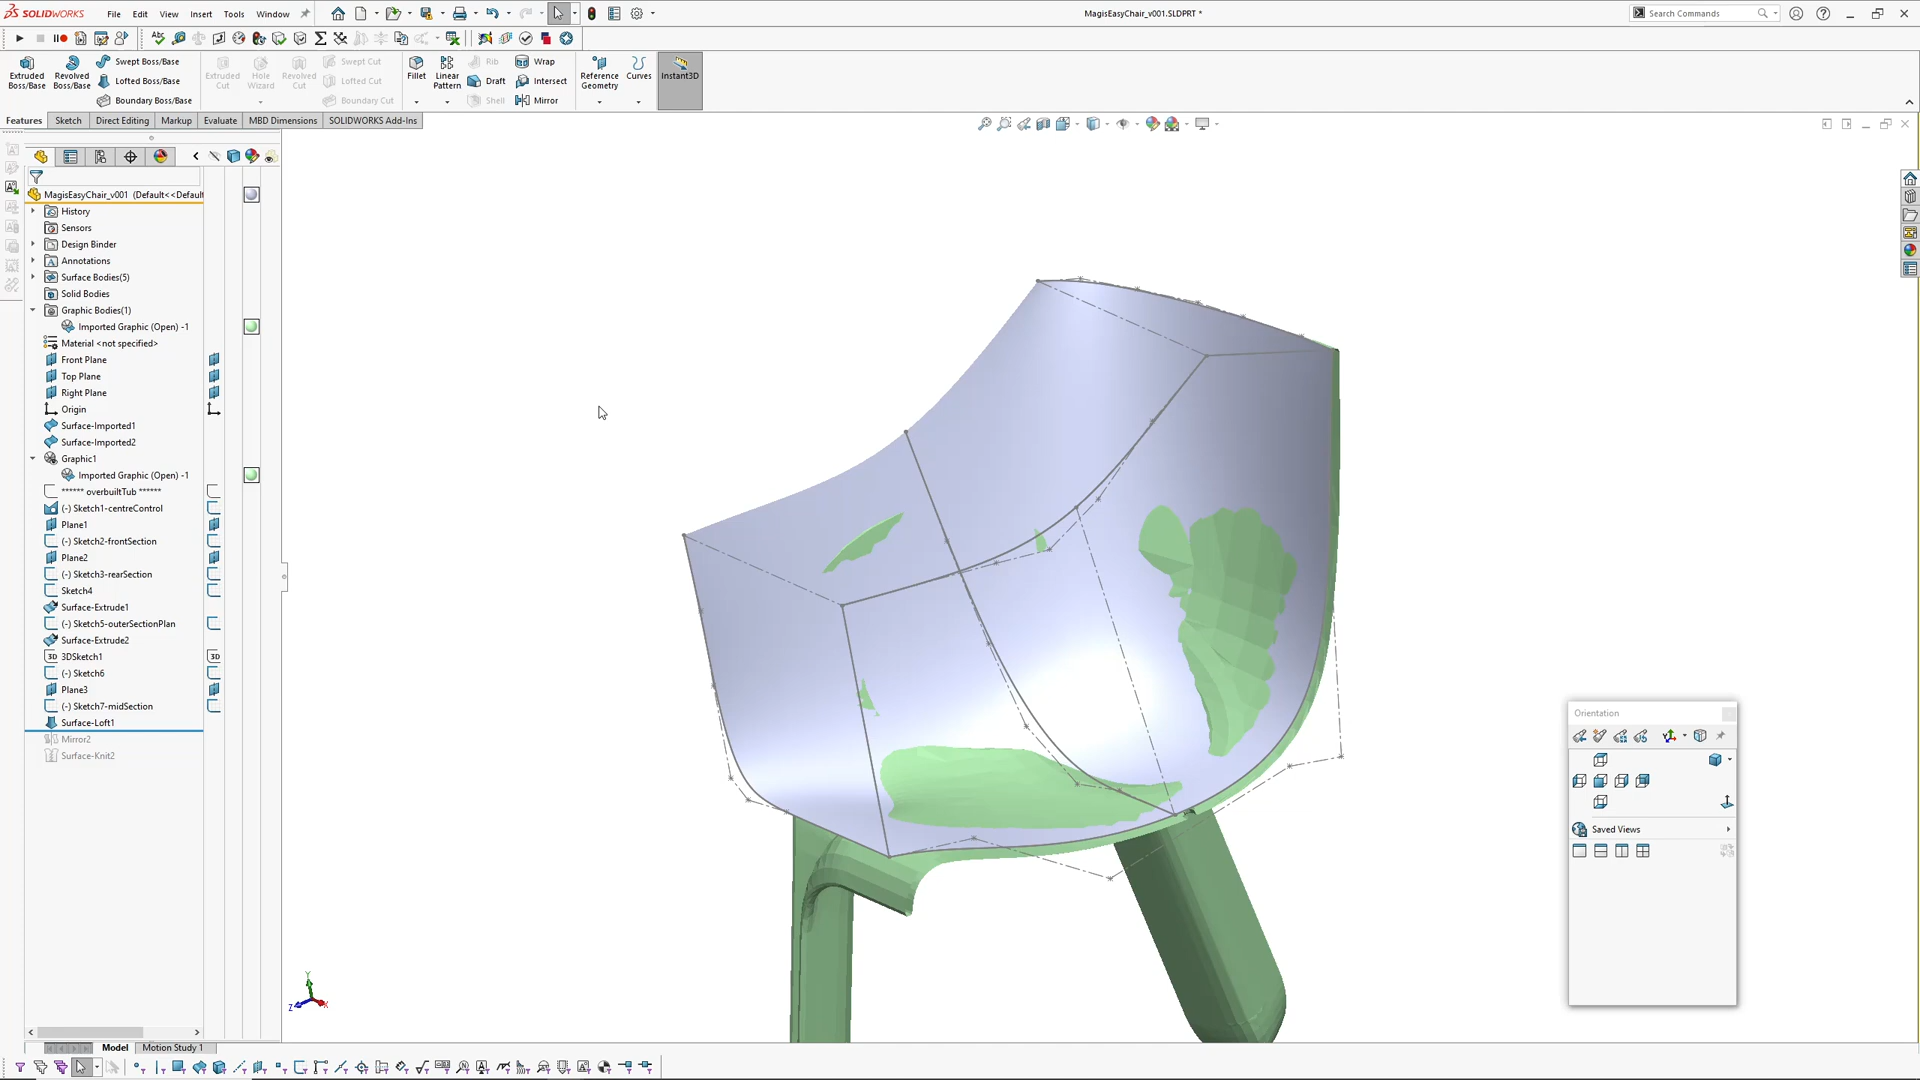 SOLIDWORKS File Edit View Insert Tools Window
MagisEasyChair_v001.SLDPRT *
Search Commands
Extruded Boss/Base
Revolved Boss/Base
Swept Boss/Base
Lofted Boss/Base
Boundary Boss/Base
Extruded Cut
Hole Wizard
Revolved Cut
Swept Cut
Lofted Cut
Boundary Cut
Fillet
Linear Pattern
Rib
Draft
Shell
Wrap
Intersect
Mirror
Reference Geometry
Curves
Instant3D
Features Sketch Direct Editing Markup Evaluate MBD Dimensions SOLIDWORKS Add-Ins
MagisEasyChair_v001 (Default<<Default
History
Sensors
Design Binder
Annotations
Surface Bodies(5)
Solid Bodies
Graphic Bodies(1)
Imported Graphic (Open) -1
Material <not specified>
Front Plane
Top Plane
Right Plane
Origin
Surface-Imported1
Surface-Imported2
Graphic1
Imported Graphic (Open) -1
****** overbuiltTub ******
(-) Sketch1-centreControl
Plane1
(-) Sketch2-frontSection
Plane2
(-) Sketch3-rearSection
Sketch4
Surface-Extrude1
(-) Sketch5-outerSectionPlan
Surface-Extrude2
3D 3DSketch1 3D
(-) Sketch6
Plane3
(-) Sketch7-midSection
Surface-Loft1
Mirror2
Surface-Knit2
Orientation
Saved Views
Y
Z X
Model Motion Study 1